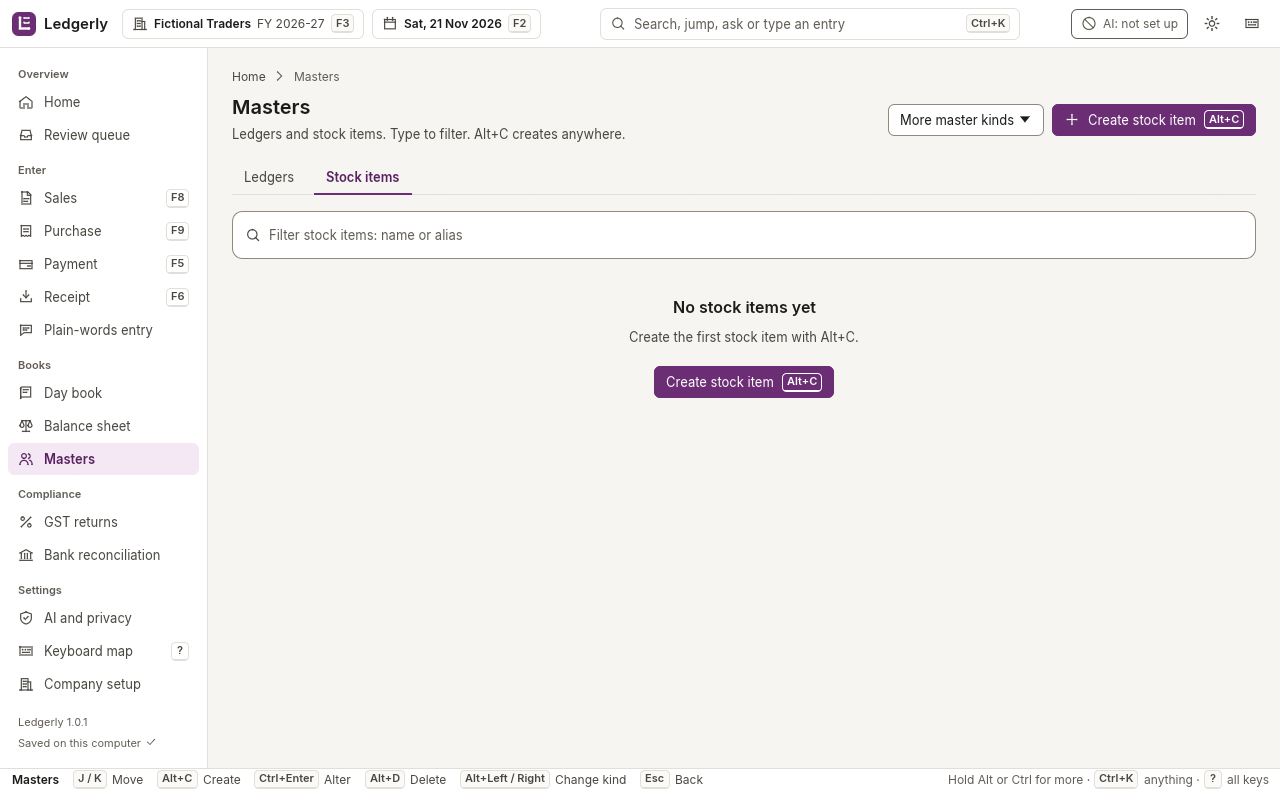 Ledgerly
Fictional Traders FY 2026-27 F3
Sat, 21 Nov 2026 F2
Search, jump, ask or type an entry Ctrl+K
AI: not set up
Overview
Home
Review queue
Enter
Sales F8
Purchase F9
Payment F5
Receipt F6
Plain-words entry
Books
Day book
Balance sheet
Masters
Compliance
GST returns
Bank reconciliation
Settings
AI and privacy
Keyboard map ?
Company setup
Ledgerly 1.0.1
Saved on this computer
Home Masters
Masters
Ledgers and stock items. Type to filter. Alt+C creates anywhere.
More master kinds
Create stock item Alt+C
Ledgers Stock items
Filter stock items: name or alias
No stock items yet
Create the first stock item with Alt+C.
Create stock item Alt+C
Masters J / K Move Alt+C Create Ctrl+Enter Alter Alt+D Delete Alt+Left / Right Change kind Esc Back
Hold Alt or Ctrl for more · Ctrl+K anything · ? all keys